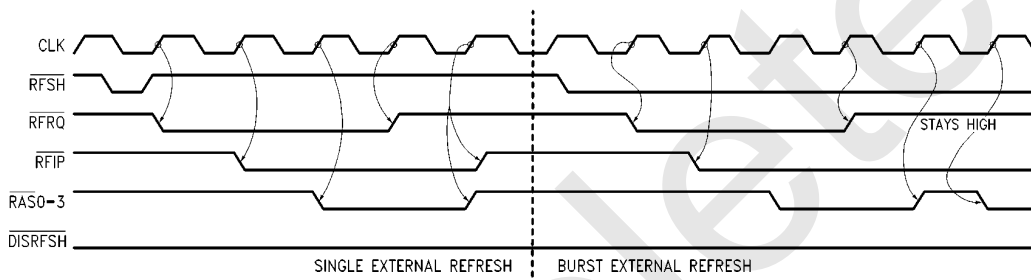 CLK
RFSH
RFRQ
STAYS HIGH
RFIP
RAS0-3
DISRFSH
SINGLE EXTERNAL REFRESH
BURST EXTERNAL REFRESH